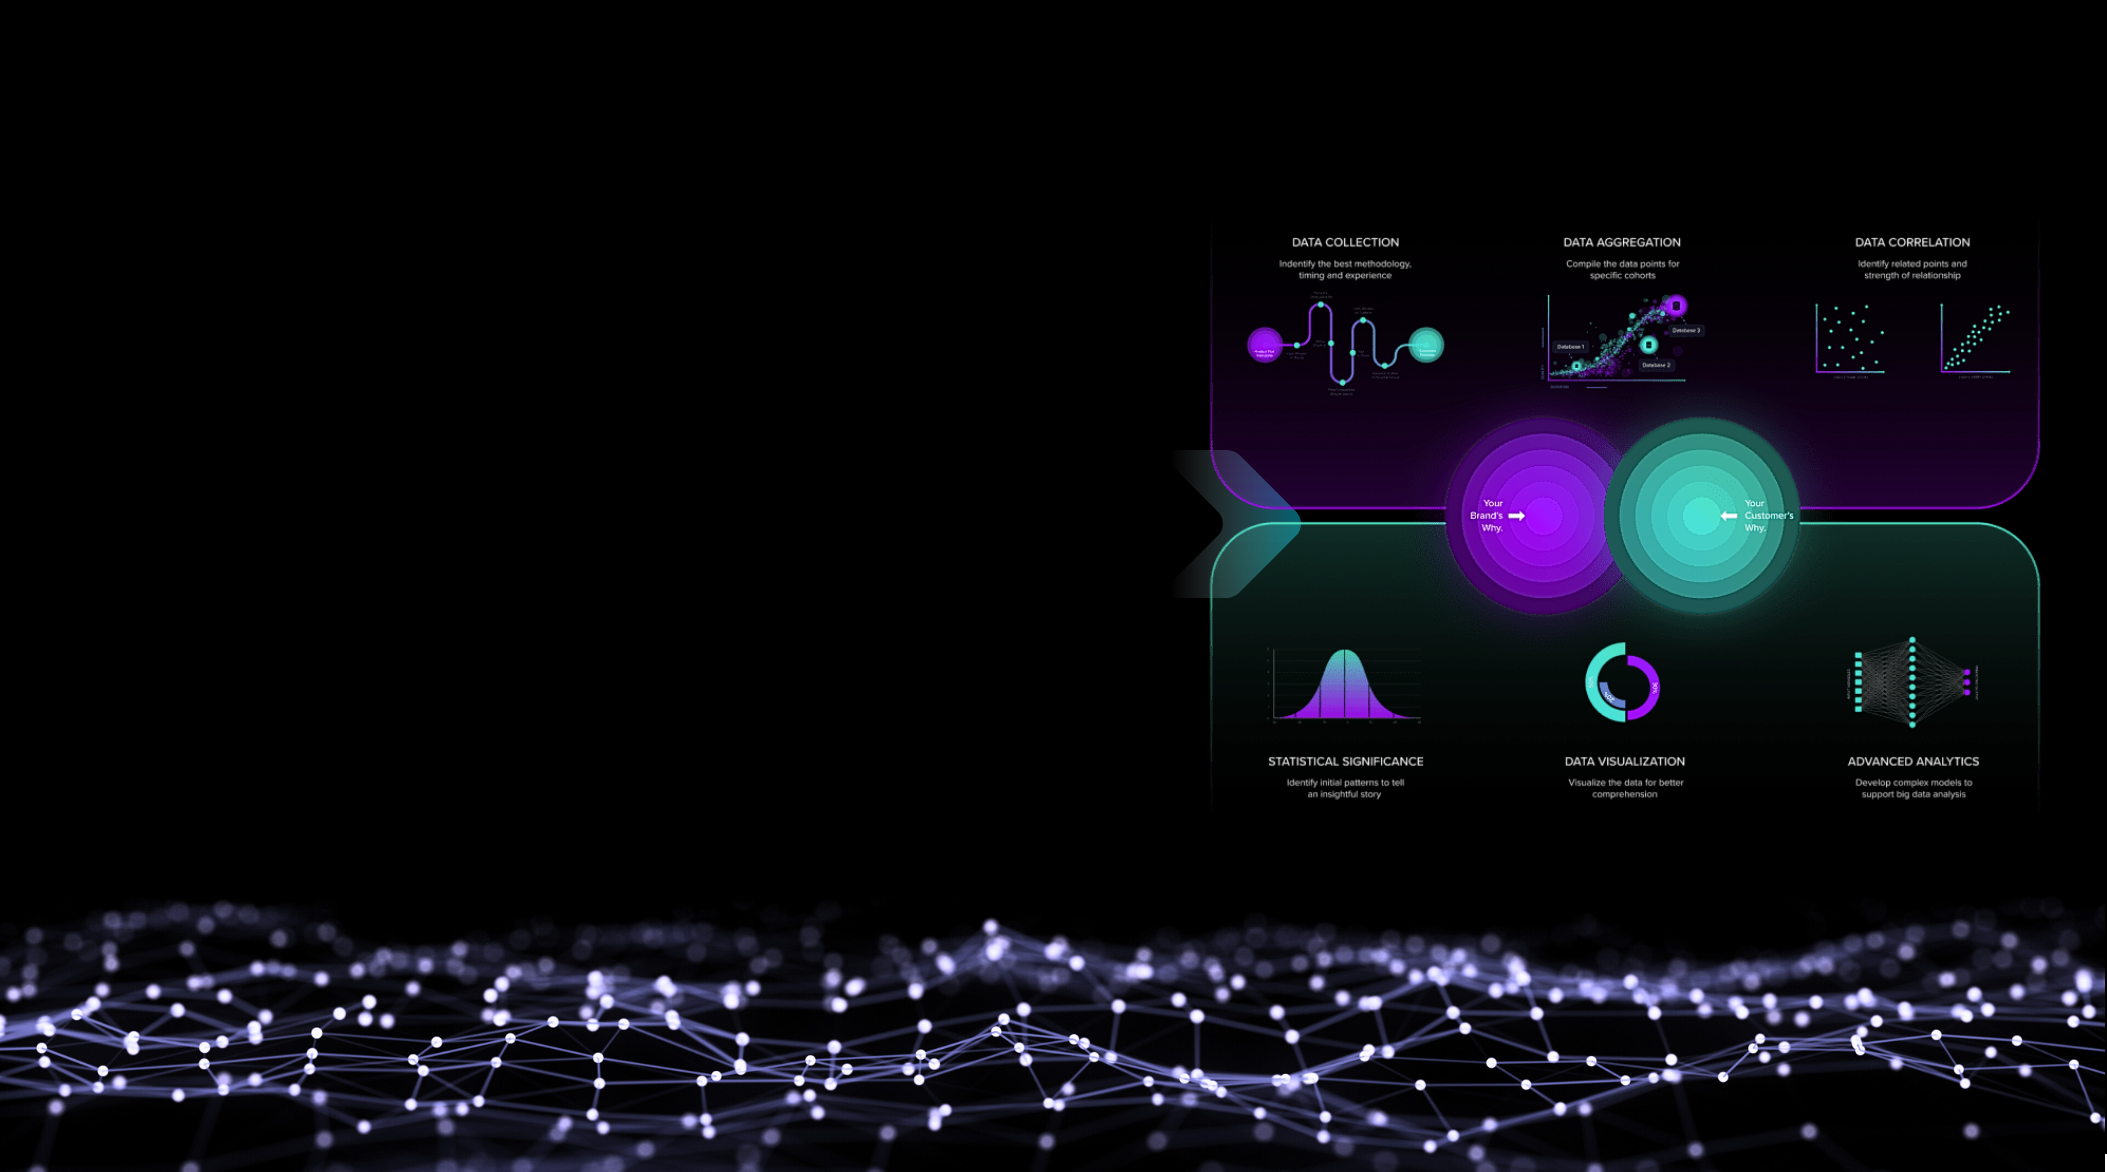 DATA COLLECTION
Indentify the best methodology,
timing and experience
DATA AGGREGATION
Compile the data points for
specific cohorts
Database 1
Database 2
Database 3
DATA CORRELATION
Identify related points and
strength of relationship
Your
Brand's
Why.
Your
Customer's
Why.
STATISTICAL SIGNIFICANCE
Identify initial patterns to tell
an insightful story
50%
20%
30%
DATA VISUALIZATION
Visualize the data for better
comprehension
ADVANCED ANALYTICS
Develop complex models to
support big data analysis